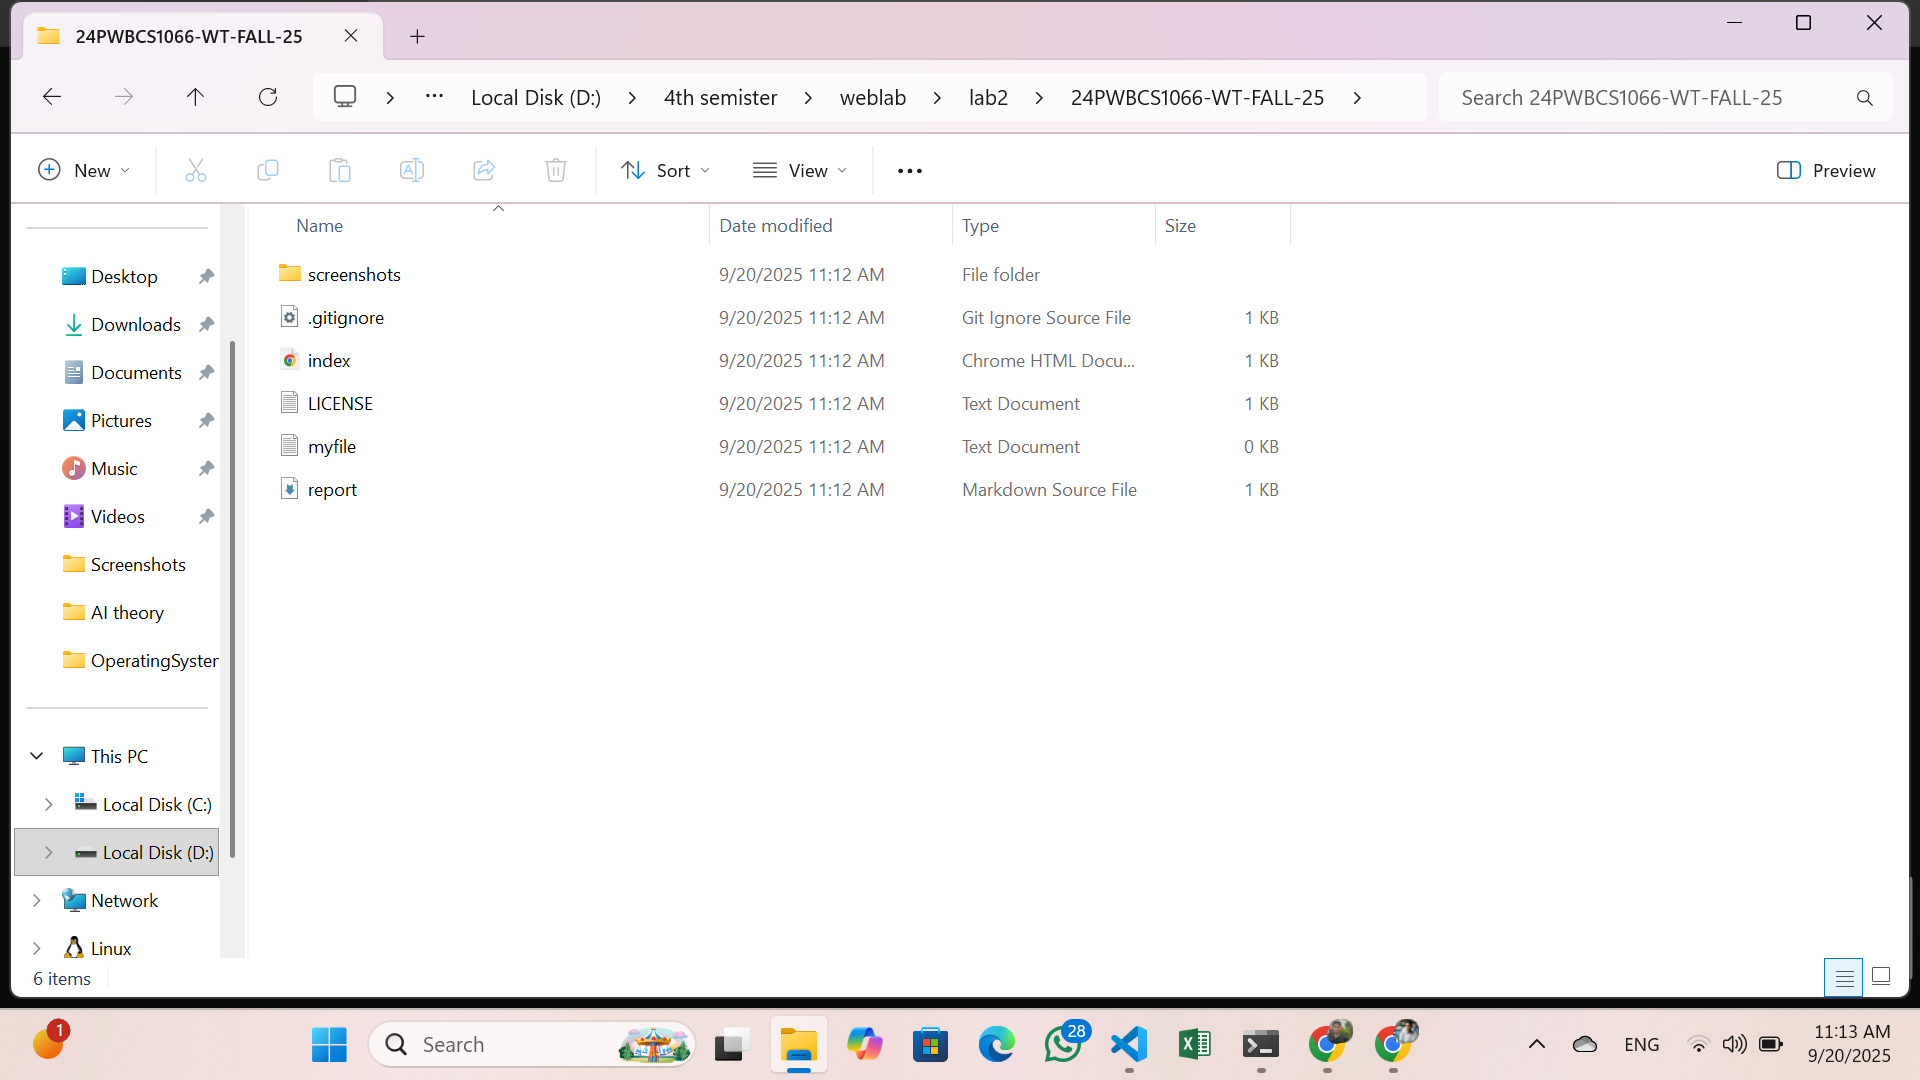 24PWBCS1066-WT-FALL-25
Local Disk (D:) 4th semister weblab lab2 24PWBCS1066-WT-FALL-25 Search 24PWBCS1066-WT-FALL-25
New Sort View Preview
Name Date modified Type Size
screenshots 9/20/2025 11:12 AM File folder
.gitignore 9/20/2025 11:12 AM Git Ignore Source File 1 KB
index 9/20/2025 11:12 AM Chrome HTML Docu... 1 KB
LICENSE 9/20/2025 11:12 AM Text Document 1 KB
myfile 9/20/2025 11:12 AM Text Document 0 KB
report 9/20/2025 11:12 AM Markdown Source File 1 KB
Desktop
Downloads
Documents
Pictures
Music
Videos
Screenshots
AI theory
OperatingSyster
This PC
Local Disk (C:)
Local Disk (D:)
Network
Linux
6 items
1 Search 28 ENG 11:13 AM
9/20/2025